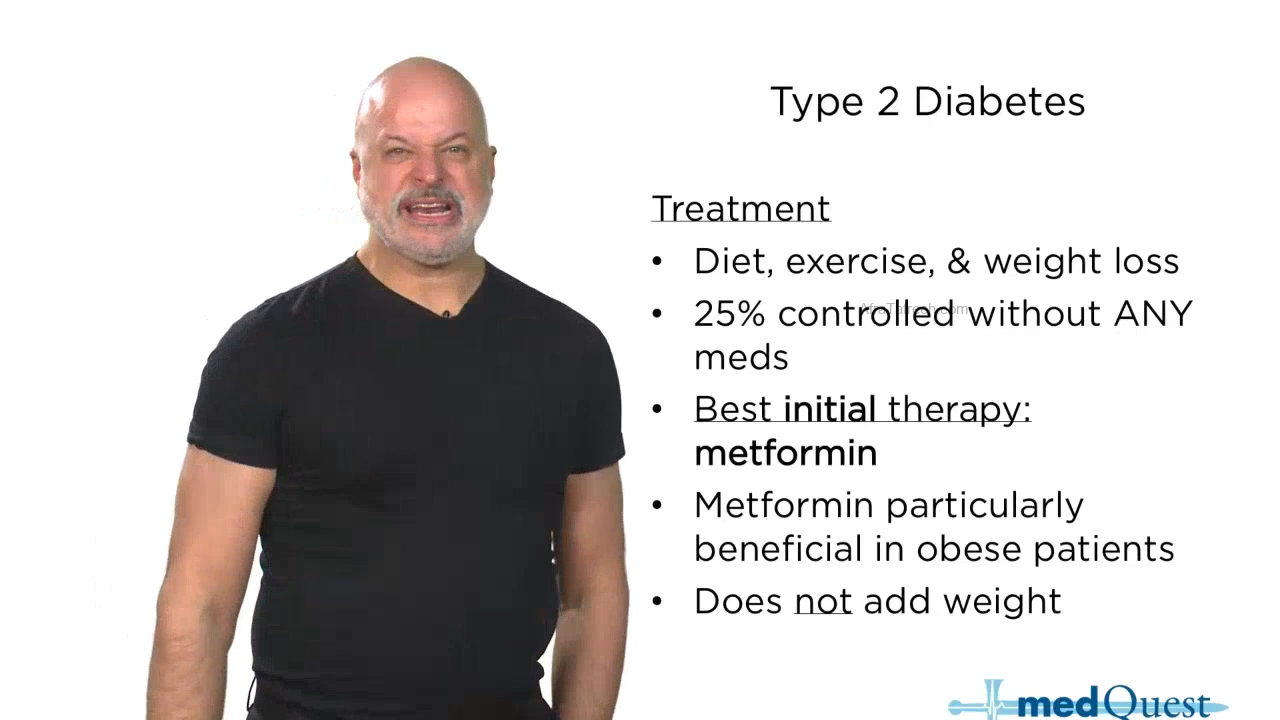 Type 2 Diabetes
Treatment
• Diet, exercise, & weight loss
• 25% controlled without ANY
meds
• Best initial therapy:
metformin
• Metformin particularly
beneficial in obese patients
• Does not add weight
medQuest